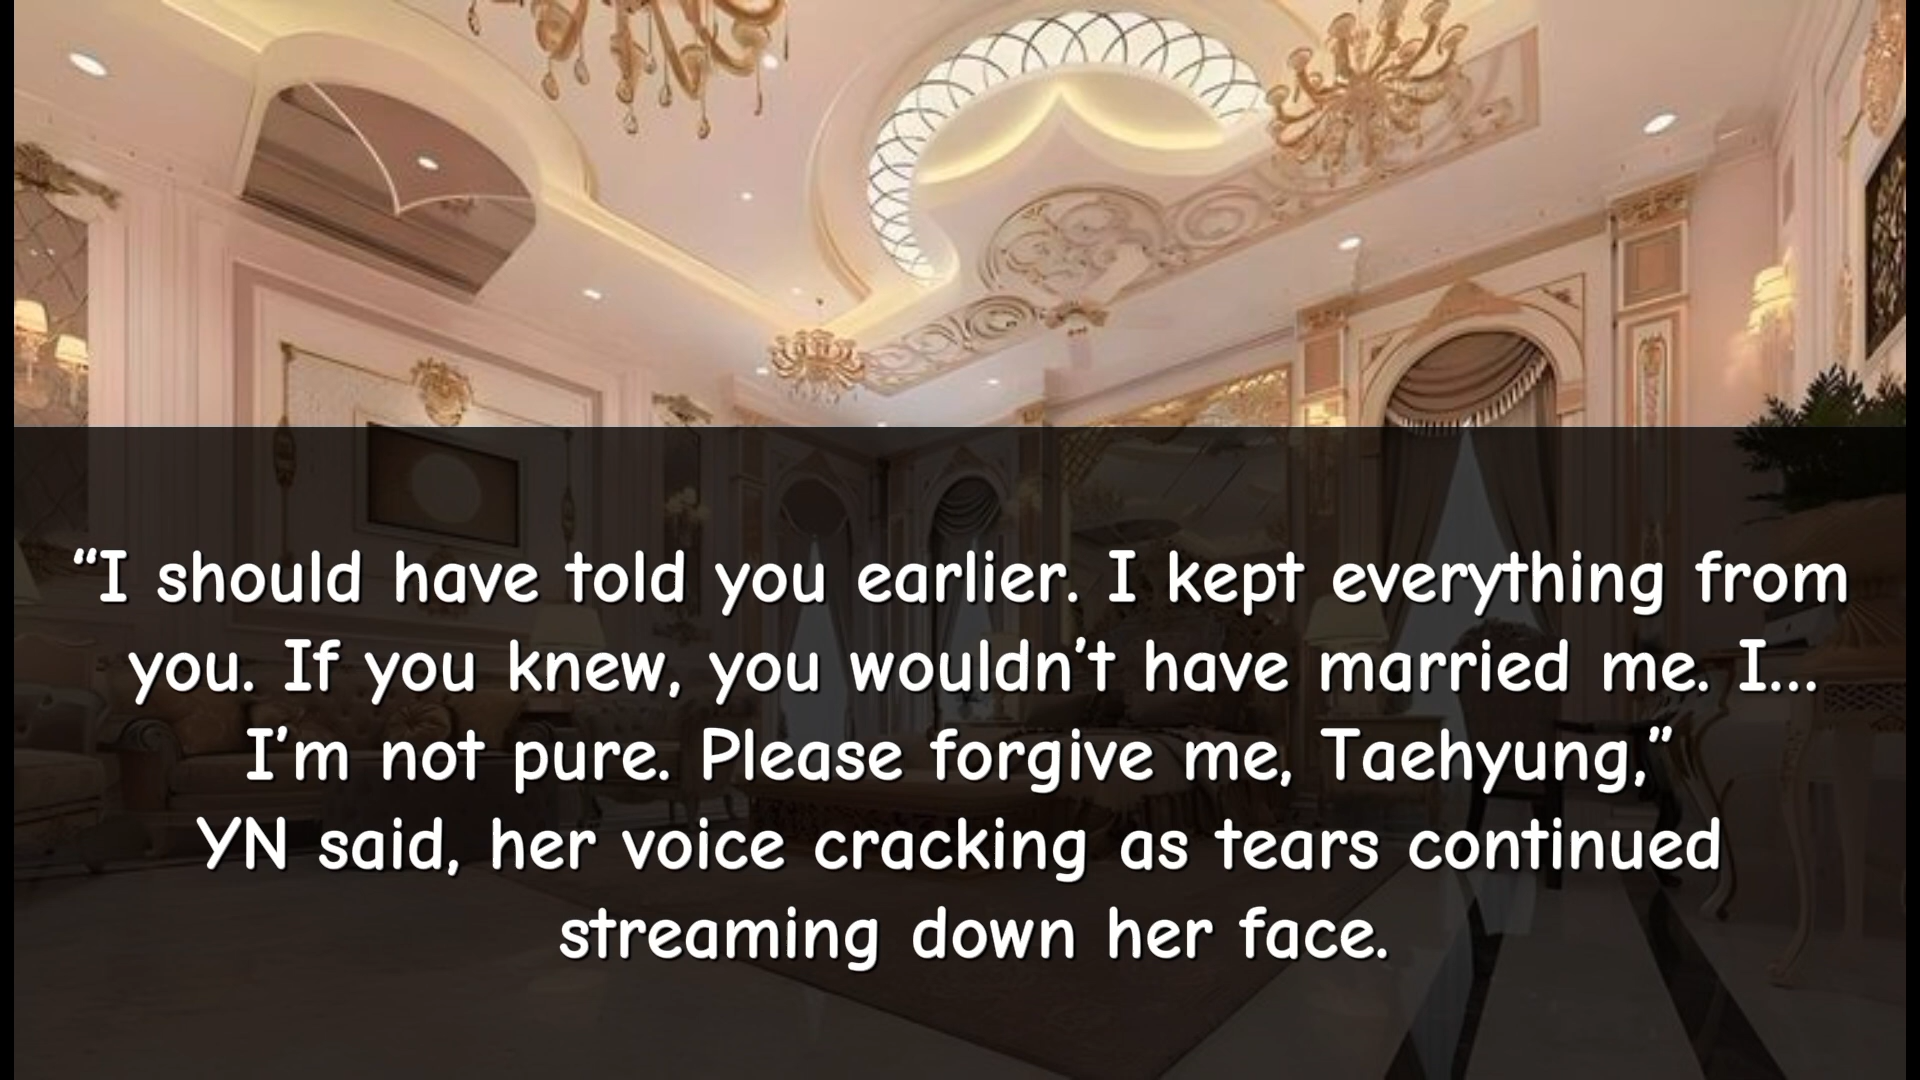 “I should have told you earlier. I kept everything from
you. If you knew, you wouldn’t have married me. I...
I’m not pure. Please forgive me, Taehyung,”
YN said, her voice cracking as tears continued
streaming down her face.